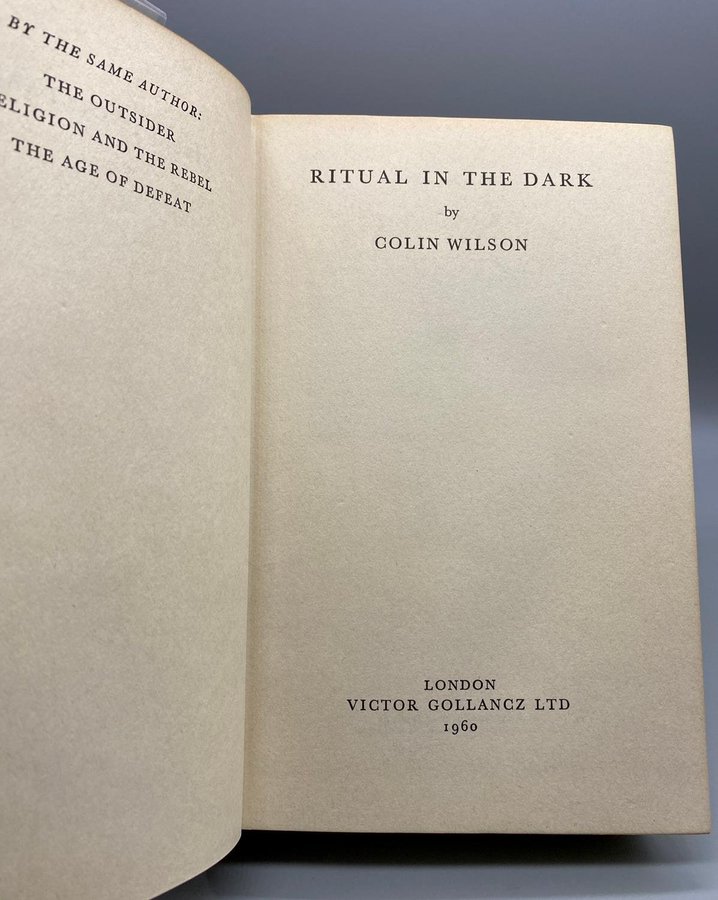 BY THE SAME AUTHOR:
THE OUTSIDER
ELIGION AND THE REBEL
THE AGE OF DEFEAT
RITUAL IN THE DARK
by
COLIN WILSON
LONDON
VICTOR GOLLANCZ LTD
1960